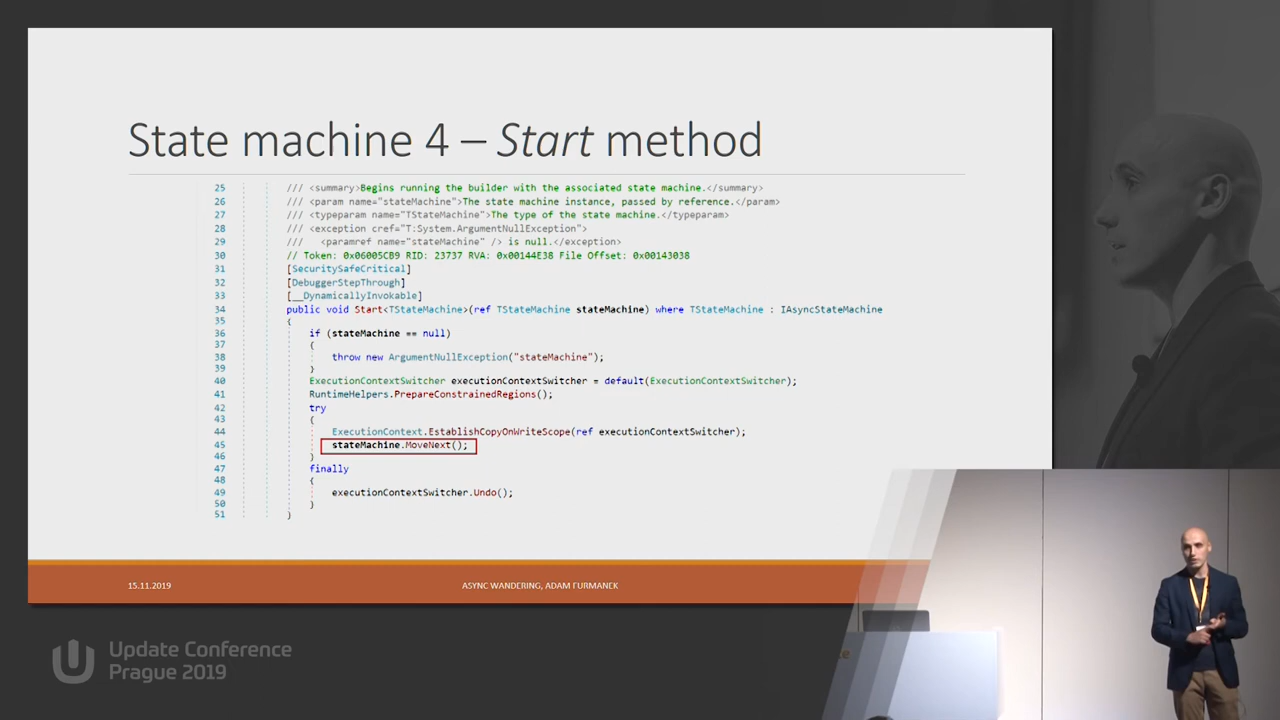 State machine 4 – Start method
25 /// <summary>Begins running the builder with the associated state machine.</summary>
26 /// <param name="stateMachine">The state machine instance, passed by reference.</param>
27 /// <typeparam name="TStateMachine">The type of the state machine.</typeparam>
28 /// <exception cref="T:System.ArgumentNullException">
29 ///   <paramref name="stateMachine" /> is null.</exception>
30 // Token: 0x06005CB9 RID: 23737 RVA: 0x00144E38 File Offset: 0x00143038
31 [SecuritySafeCritical]
32 [DebuggerStepThrough]
33 [__DynamicallyInvokable]
34 public void Start<TStateMachine>(ref TStateMachine stateMachine) where TStateMachine : IAsyncStateMachine
35 {
36 if (stateMachine == null)
37 {
38 throw new ArgumentNullException("stateMachine");
39 }
40 ExecutionContextSwitcher executionContextSwitcher = default(ExecutionContextSwitcher);
41 RuntimeHelpers.PrepareConstrainedRegions();
42 try
43 {
44 ExecutionContext.EstablishCopyOnWriteScope(ref executionContextSwitcher);
45 stateMachine.MoveNext();
46 }
47 finally
48 {
49 executionContextSwitcher.Undo();
50 }
51 }
15.11.2019 ASYNC WANDERING, ADAM FURMANEK
Update Conference
Prague 2019